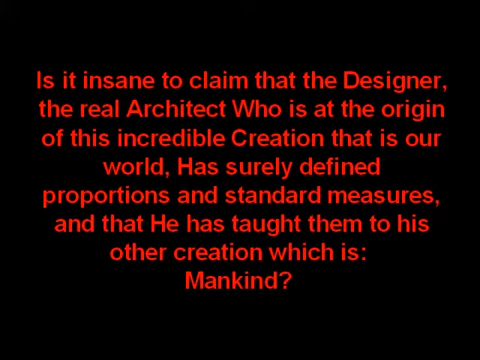 Is it insane to claim that the Designer,
the real Architect Who is at the origin
of this incredible Creation that is our
world, Has surely defined
proportions and standard measures,
and that He has taught them to his
other creation which is:
Mankind?